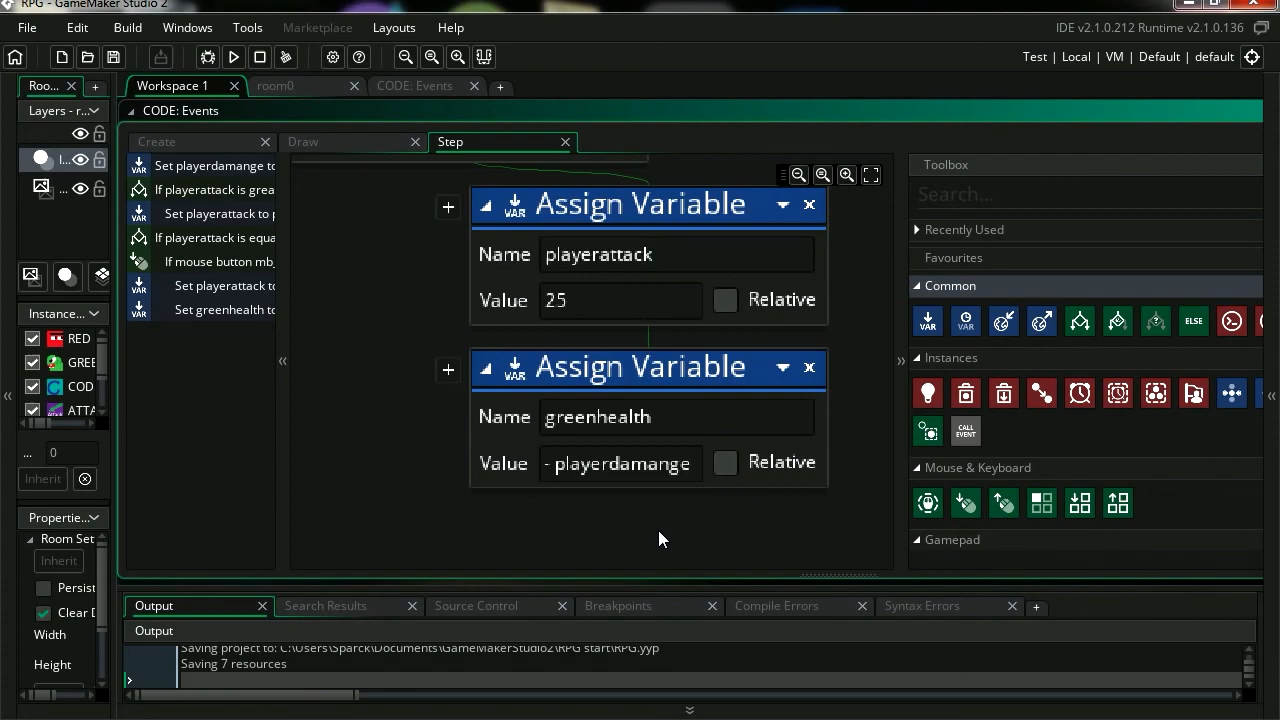 RPG - GameMaker Studio 2
File Edit Build Windows Tools Marketplace Layouts Help
IDE v2.1.0.212 Runtime v2.1.0.136
Test | Local | VM | Default | default
Roo...
Workspace 1
room0
CODE: Events
Layers - r...
CODE: Events
Create
Draw
Step
I...
...
Set playerdamange to
If playerattack is grea
Set playerattack to p
If playerattack is equa
If mouse button mb_
Set playerattack to
Set greenhealth to
VAR Assign Variable
Name playerattack
Value 25 Relative
VAR Assign Variable
Name greenhealth
Value - playerdamange Relative
Toolbox
Search...
Recently Used
Favourites
Common
VAR VAR ELSE
Instances
CALL EVENT
Mouse & Keyboard
Gamepad
Instance...
RED
GREE
COD
ATTA
... 0
Inherit
Propertie...
Room Set
Inherit
Persist
Clear D
Width
Height
Output
Search Results
Source Control
Breakpoints
Compile Errors
Syntax Errors
Output
Saving project to: C:\Users\Sparck\Documents\GameMakerStudio2\RPG start\RPG.yyp
Saving 7 resources